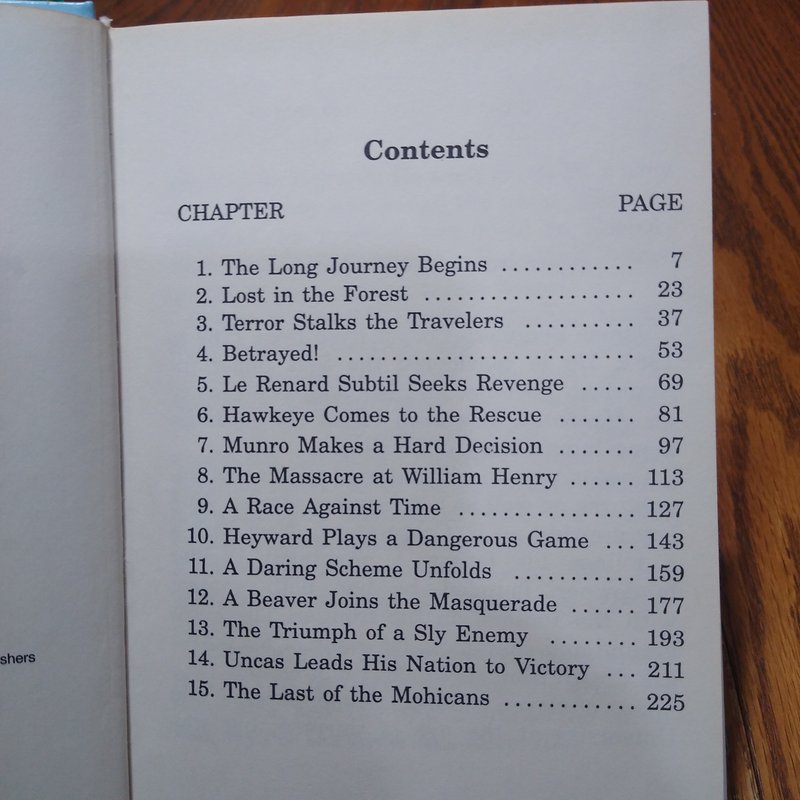 Contents
CHAPTER PAGE
1. The Long Journey Begins ............ 7
2. Lost in the Forest .................... 23
3. Terror Stalks the Travelers .......... 37
4. Betrayed! ............................ 53
5. Le Renard Subtil Seeks Revenge ..... 69
6. Hawkeye Comes to the Rescue ....... 81
7. Munro Makes a Hard Decision ....... 97
8. The Massacre at William Henry ...... 113
9. A Race Against Time ................ 127
10. Heyward Plays a Dangerous Game ... 143
11. A Daring Scheme Unfolds ........... 159
12. A Beaver Joins the Masquerade ...... 177
13. The Triumph of a Sly Enemy ........ 193
14. Uncas Leads His Nation to Victory ... 211
15. The Last of the Mohicans ............ 225
shers